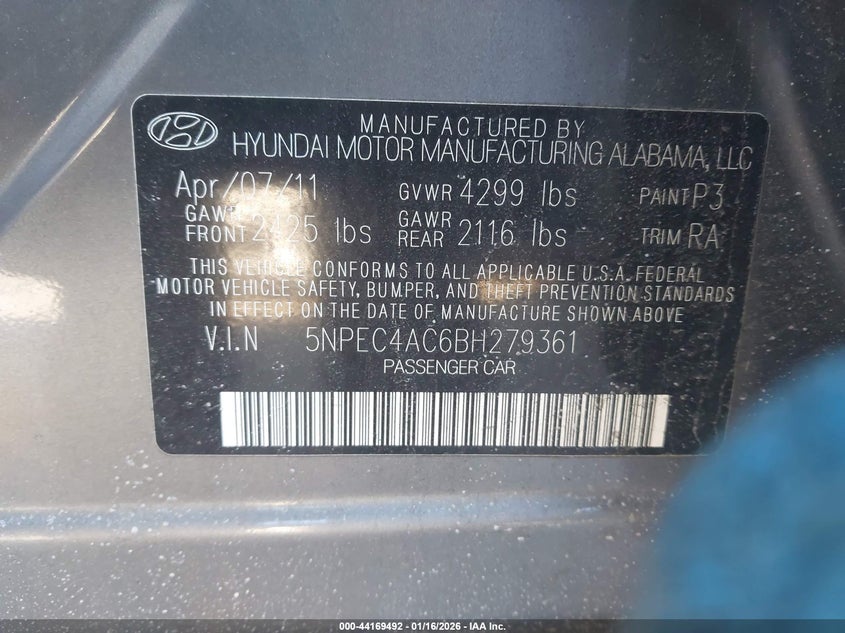 MANUFACTURED BY
HYUNDAI MOTOR MANUFACTURING ALABAMA, LLC
Apr/07/11 GVWR 4299 lbs PAINT P3
GAWR FRONT 2425 lbs GAWR REAR 2116 lbs TRIM RA
THIS VEHICLE CONFORMS TO ALL APPLICABLE U.S.A. FEDERAL
MOTOR VEHICLE SAFETY, BUMPER, AND THEFT PREVENTION STANDARDS
IN EFFECT ON THE DATE OF MANUFACTURE SHOWN ABOVE.
V.I.N 5NPEC4AC6BH279361
PASSENGER CAR
000-44169492 - 01/16/2026 - IAA Inc.